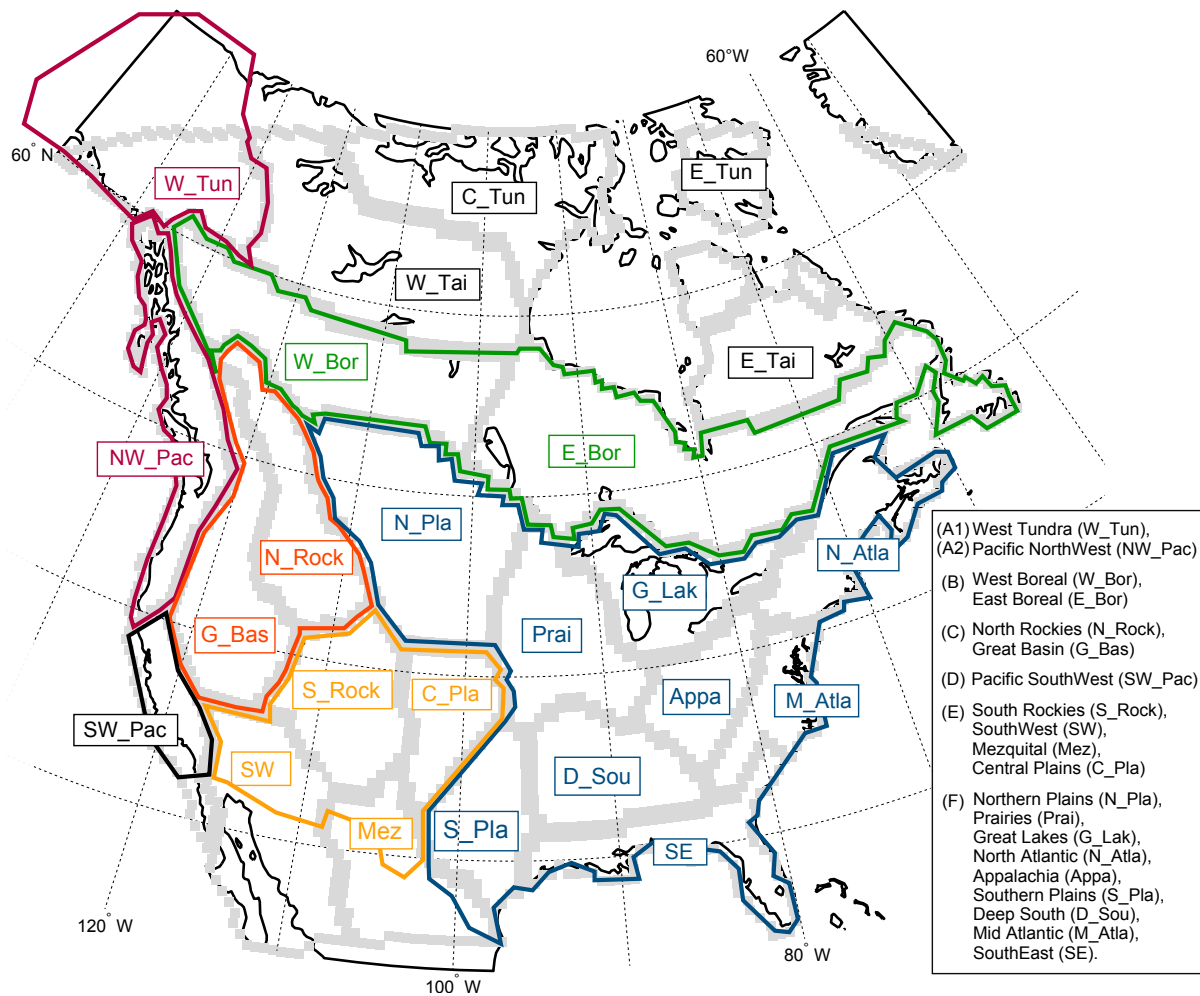 60°W
60° N
W_Tun
C_Tun
E_Tun
W_Tai
E_Tai
W_Bor
E_Bor
NW_Pac
N_Pla
N_Rock
N_Atla
G_Lak
G_Bas
Prai
S_Rock
C_Pla
Appa
M_Atla
SW_Pac
SW
D_Sou
Mez
S_Pla
SE
120° W
100° W
80° W
(A1) West Tundra (W_Tun),
(A2) Pacific NorthWest (NW_Pac)
(B) West Boreal (W_Bor),
East Boreal (E_Bor)
(C) North Rockies (N_Rock),
Great Basin (G_Bas)
(D) Pacific SouthWest (SW_Pac)
(E) South Rockies (S_Rock),
SouthWest (SW),
Mezquital (Mez),
Central Plains (C_Pla)
(F) Northern Plains (N_Pla),
Prairies (Prai),
Great Lakes (G_Lak),
North Atlantic (N_Atla),
Appalachia (Appa),
Southern Plains (S_Pla),
Deep South (D_Sou),
Mid Atlantic (M_Atla),
SouthEast (SE).